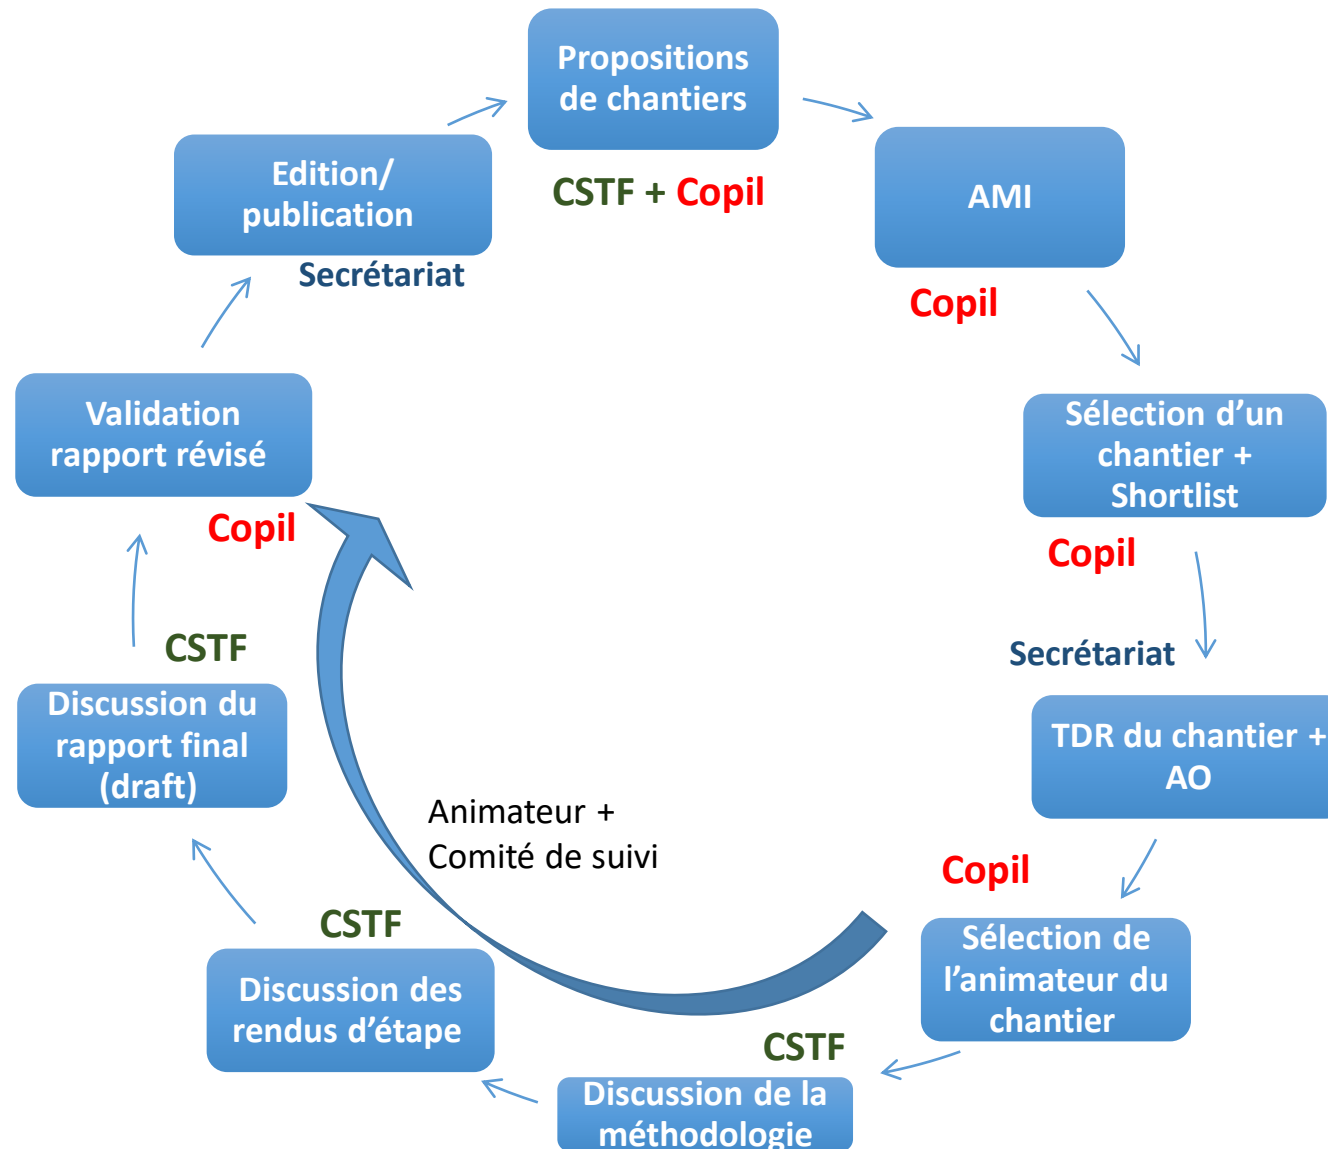 Propositions
de chantiers
CSTF + Copil
AMI
Copil
Sélection d’un
chantier +
Shortlist
Copil
Secrétariat
TDR du chantier +
AO
Copil
Sélection de
l’animateur du
chantier
CSTF
Discussion de la
méthodologie
CSTF
Discussion des
rendus d’étape
Animateur +
Comité de suivi
CSTF
Discussion du
rapport final
(draft)
Validation
rapport révisé
Copil
Edition/
publication
Secrétariat